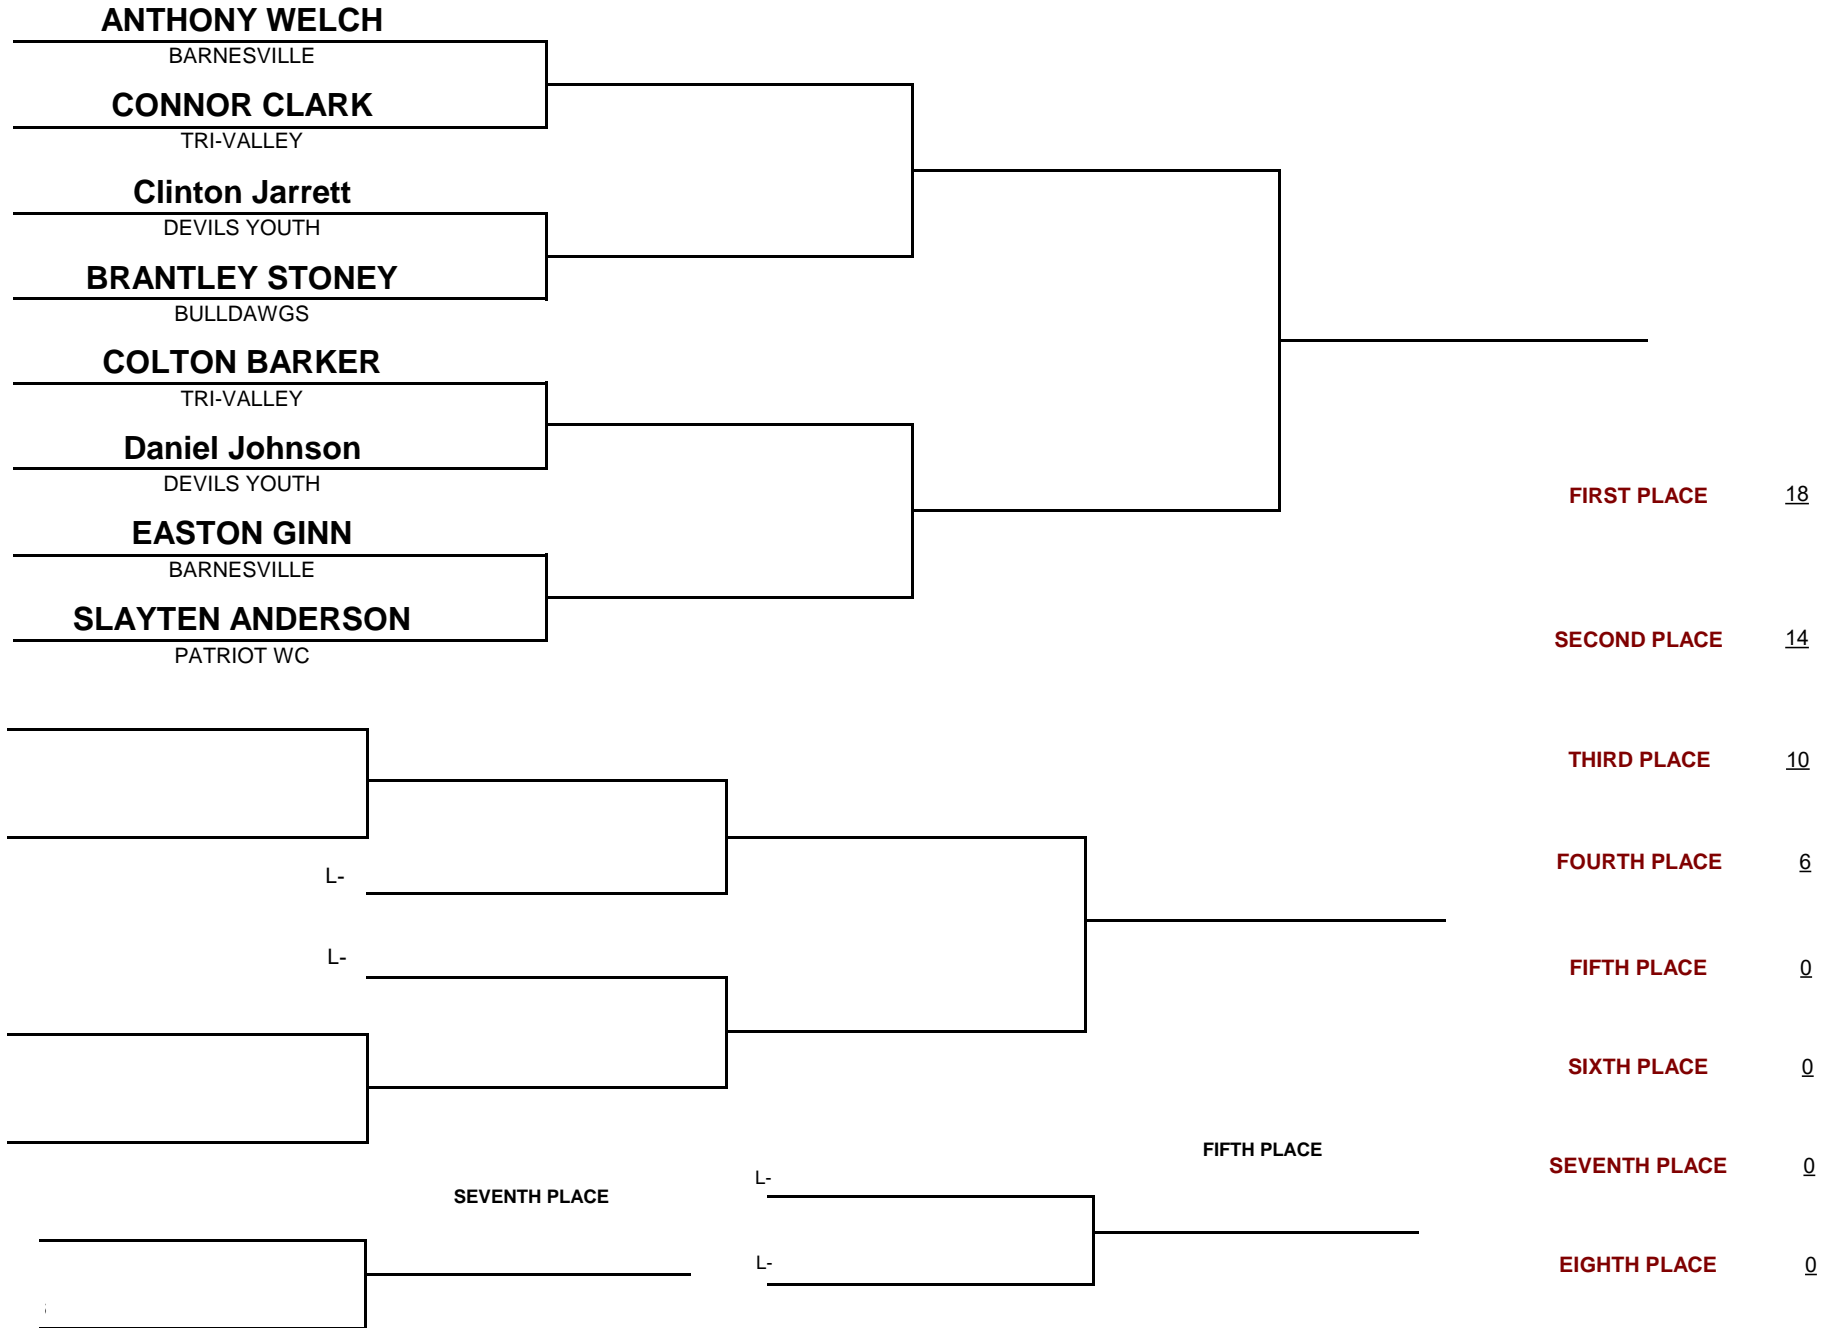 ANTHONY WELCH
BARNESVILLE
CONNOR CLARK
TRI-VALLEY
Clinton Jarrett
DEVILS YOUTH
BRANTLEY STONEY
BULLDAWGS
COLTON BARKER
TRI-VALLEY
Daniel Johnson
DEVILS YOUTH
FIRST PLACE 18
EASTON GINN
BARNESVILLE
SLAYTEN ANDERSON
SECOND PLACE 14
PATRIOT WC
THIRD PLACE 10
FOURTH PLACE 6
L-
L-
FIFTH PLACE 0
SIXTH PLACE 0
FIFTH PLACE
SEVENTH PLACE 0
L-
SEVENTH PLACE
L-
EIGHTH PLACE 0